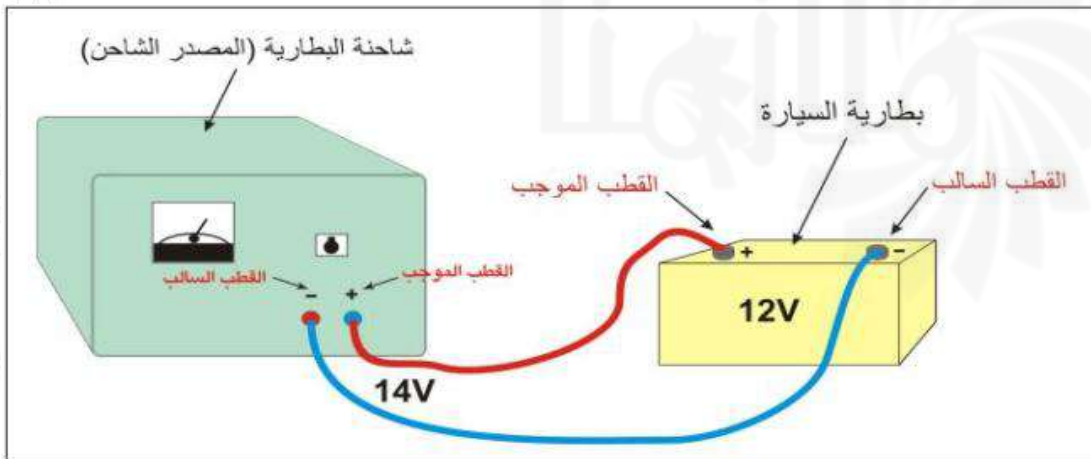 شاحنة البطارية (المصدر الشاحن)
بطارية السيارة
القطب الموجب
القطب السالب
القطب السالب
القطب الموجب
- +
+
-
12V
14V